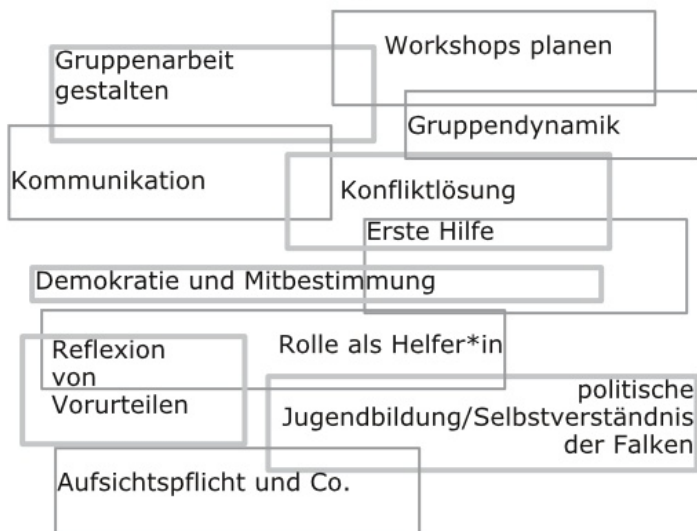 Workshops planen
Gruppenarbeit
gestalten
Gruppendynamik
Kommunikation
Konfliktlösung
Erste Hilfe
Demokratie und Mitbestimmung
Rolle als Helfer*in
Reflexion
von
Vorurteilen
politische
Jugendbildung/Selbstverständnis
der Falken
Aufsichtspflicht und Co.